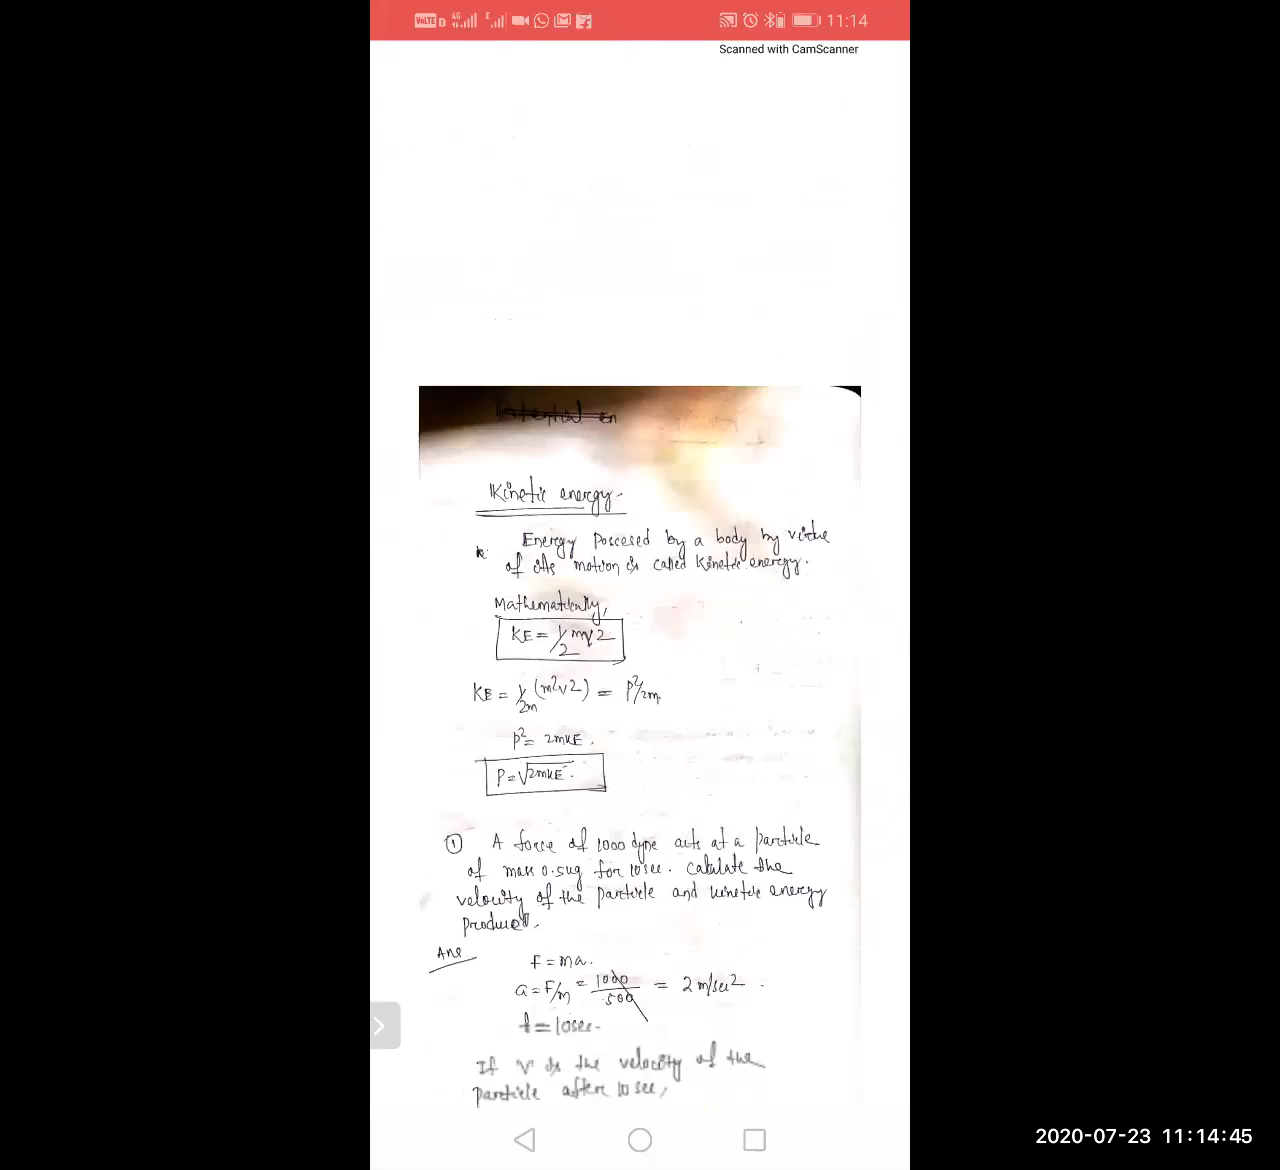 VoLTE D 4G E 11:14
Scanned with CamScanner
Potential en
Kinetic energy-
Energy Possesed by a body by virtue
of its motion is called Kinetic energy.
Mathematically,
KE = 1/2 mv2
KE = 1/2m (m2v2) = P2/2m
P2 = 2mKE.
P = √2mKE.
① A force of 1000 dyne acts at a particle
of mass 0.5kg for 10sec. Calculate the
velocity of the particle and kinetic energy
produced.
Ans
F = ma.
a = F/m = 1000/500 = 2 m/sec2.
t = 10sec.
If v is the velocity of the
particle after 10 sec,
2020-07-23 11:14:45